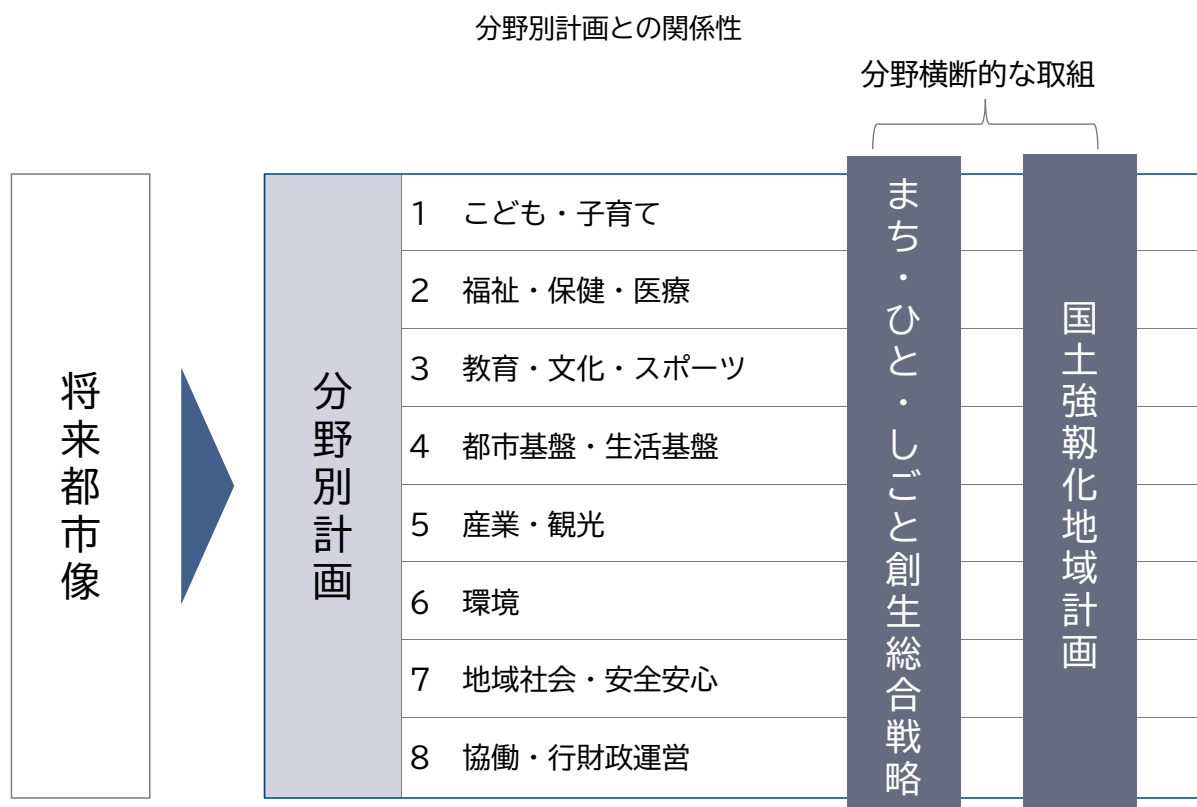 分野別計画との関係性
分野横断的な取組
将来都市像
分野別計画
1 こども・子育て
2 福祉・保健・医療
3 教育・文化・スポーツ
4 都市基盤・生活基盤
5 産業・観光
6 環境
7 地域社会・安全安心
8 協働・行財政運営
まち・ひと・しごと創生総合戦略
国土強靱化地域計画